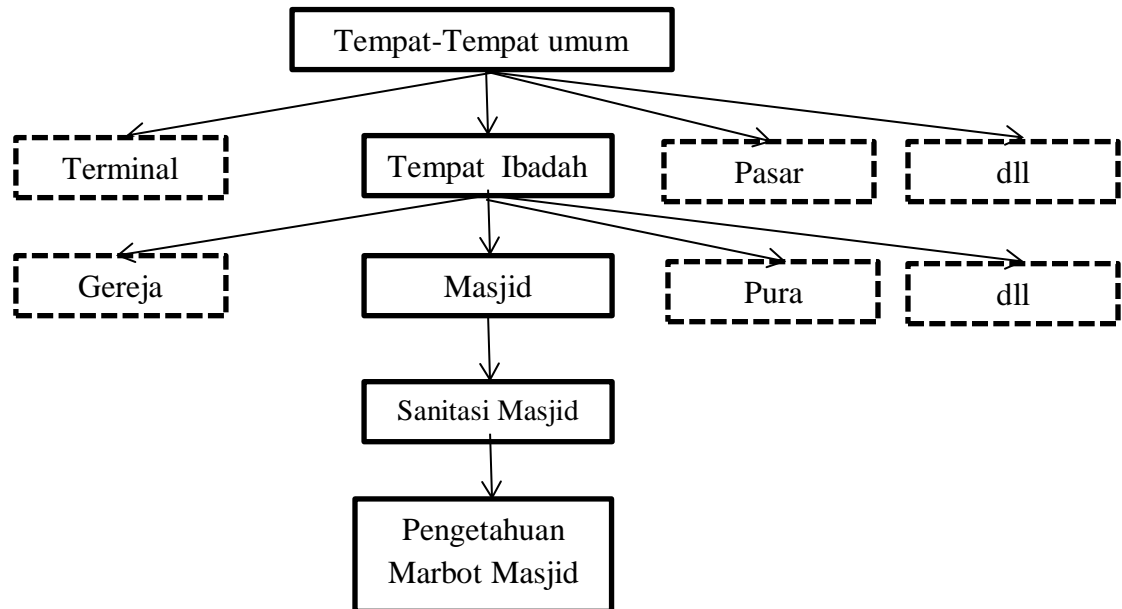 Tempat-Tempat umum
Terminal
Tempat Ibadah
Pasar
dll
Gereja
Masjid
Pura
dll
Sanitasi Masjid
Pengetahuan
Marbot Masjid